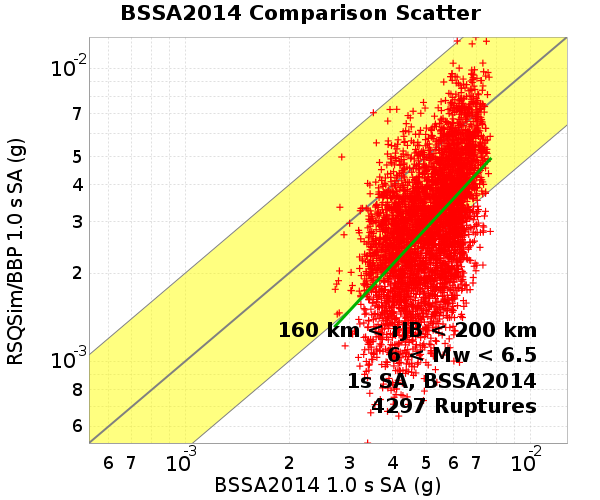 BSSA2014 Comparison Scatter
RSQSim/BBP 1.0 s SA (g)
10-2
7
5
4
3
2
10-3
8
6
160 km < rJB < 200 km
6 < Mw < 6.5
1s SA, BSSA2014
4297 Ruptures
6 7 10-3 2 3 4 5 6 7 10-2
BSSA2014 1.0 s SA (g)